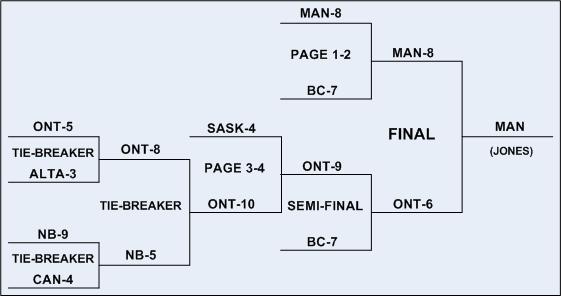 MAN-8
PAGE 1-2
MAN-8
BC-7
ONT-5
SASK-4
FINAL
MAN
TIE-BREAKER
ONT-8
(JONES)
ALTA-3
PAGE 3-4
ONT-9
TIE-BREAKER
ONT-10
SEMI-FINAL
ONT-6
NB-9
BC-7
TIE-BREAKER
NB-5
CAN-4